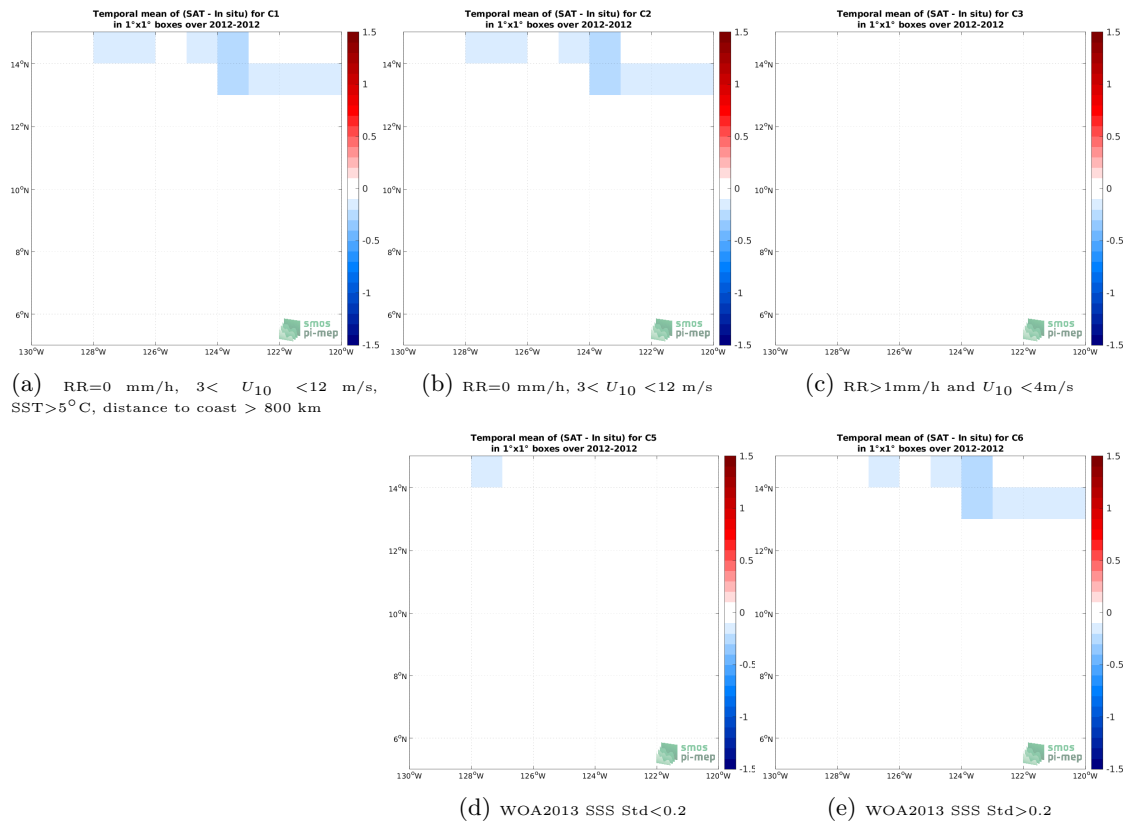 Temporal mean of (SAT - In situ) for C1
in 1°x1° boxes over 2012-2012
14°N
12°N
10°N
8°N
6°N
130°W
128°W
126°W
124°W
122°W
120°W
1.5
1
0.5
0
-0.5
-1
-1.5
smos
pi-mep
(a) RR=0 mm/h, 3< U10 <12 m/s,
SST>5°C, distance to coast > 800 km
Temporal mean of (SAT - In situ) for C2
in 1°x1° boxes over 2012-2012
14°N
12°N
10°N
8°N
6°N
130°W
128°W
126°W
124°W
122°W
120°W
1.5
1
0.5
0
-0.5
-1
-1.5
smos
pi-mep
(b) RR=0 mm/h, 3< U10 <12 m/s
Temporal mean of (SAT - In situ) for C3
in 1°x1° boxes over 2012-2012
14°N
12°N
10°N
8°N
6°N
130°W
128°W
126°W
124°W
122°W
120°W
1.5
1
0.5
0
-0.5
-1
-1.5
smos
pi-mep
(c) RR>1mm/h and U10 <4m/s
Temporal mean of (SAT - In situ) for C5
in 1°x1° boxes over 2012-2012
14°N
12°N
10°N
8°N
6°N
130°W
128°W
126°W
124°W
122°W
120°W
1.5
1
0.5
0
-0.5
-1
-1.5
smos
pi-mep
(d) WOA2013 SSS Std<0.2
Temporal mean of (SAT - In situ) for C6
in 1°x1° boxes over 2012-2012
14°N
12°N
10°N
8°N
6°N
130°W
128°W
126°W
124°W
122°W
120°W
1.5
1
0.5
0
-0.5
-1
-1.5
smos
pi-mep
(e) WOA2013 SSS Std>0.2